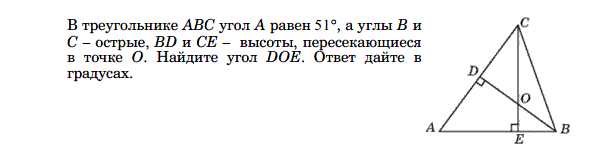 В треугольнике ABC угол A равен 51°, а углы B и
C – острые, BD и CE – высоты, пересекающиеся
в точке O. Найдите угол DOE. Ответ дайте в
градусах.
C
D
O
A
B
E